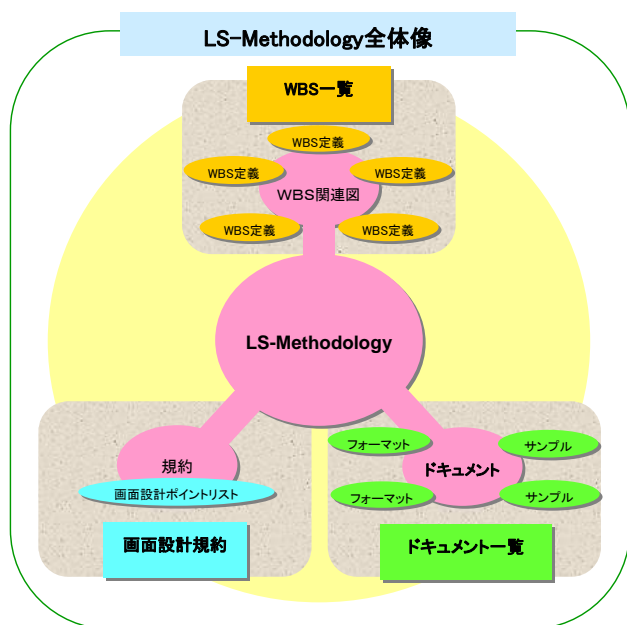 LS-Methodology全体像
WBS一覧
WBS定義
WBS定義
WBS定義
WBS関連図
WBS定義
WBS定義
LS-Methodology
規約
画面設計ポイントリスト
画面設計規約
フォーマット
サンプル
ドキュメント
フォーマット
サンプル
ドキュメント一覧